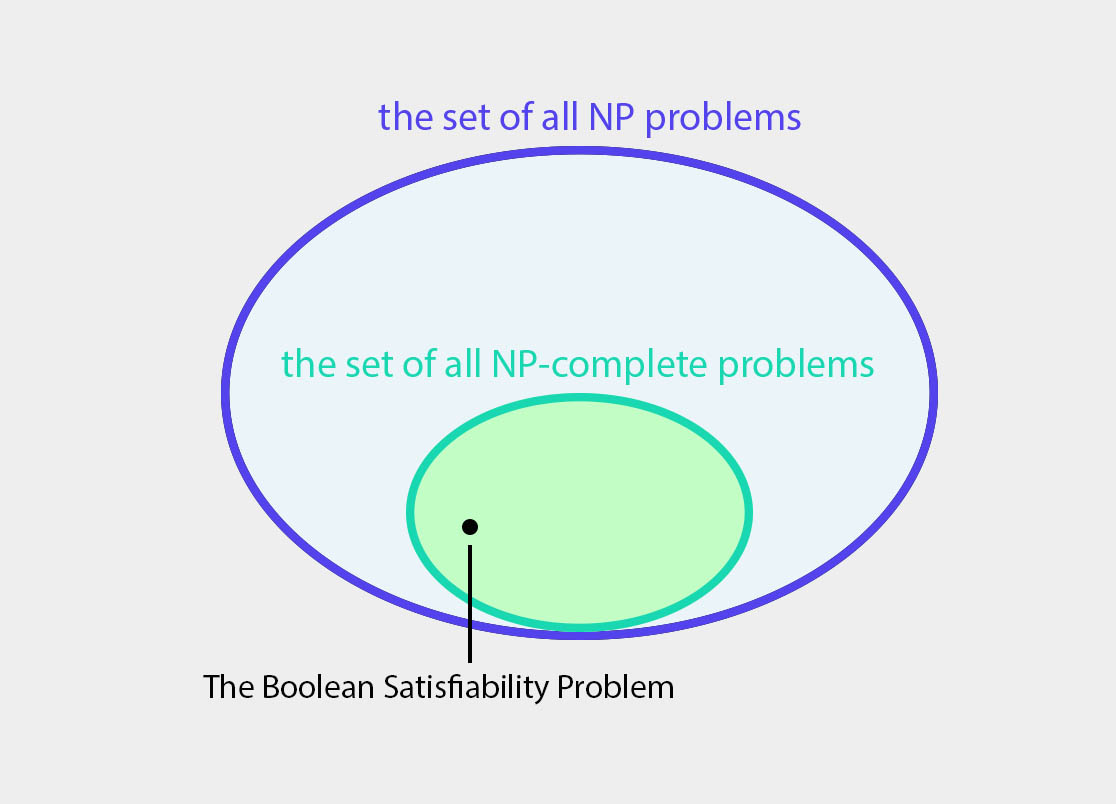 the set of all NP problems
the set of all NP-complete problems
The Boolean Satisfiability Problem